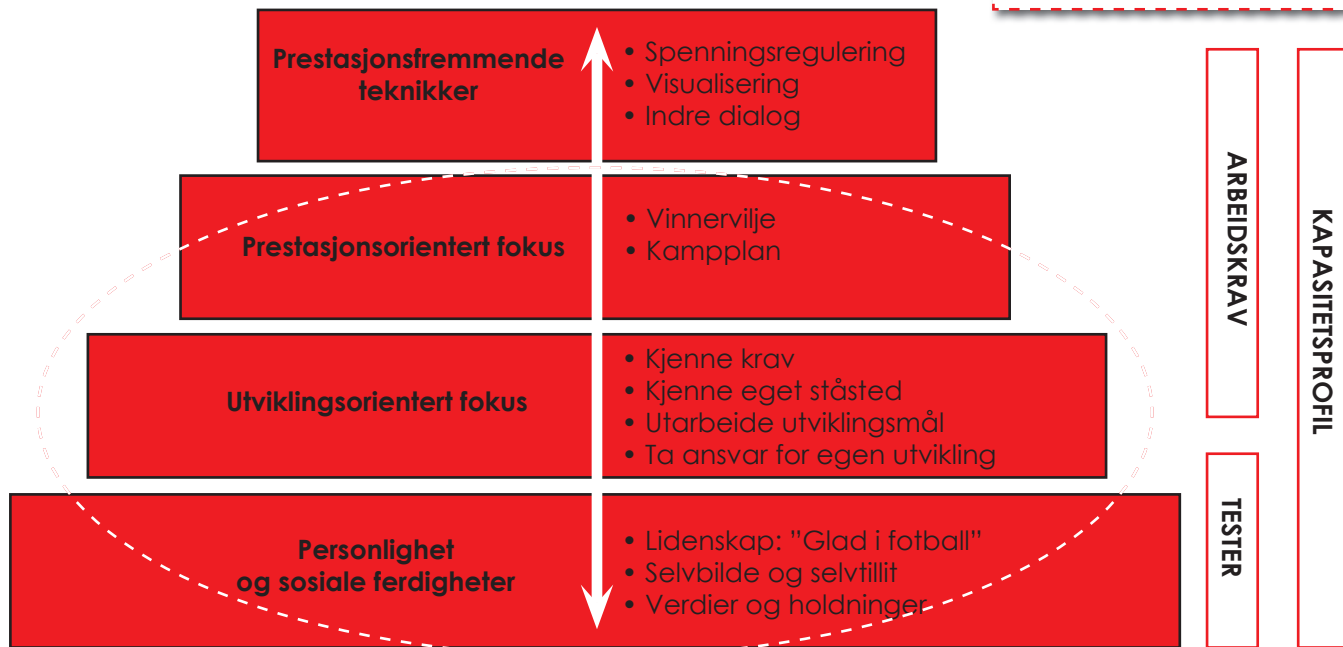 Prestasjonsfremmende
teknikker
• Spenningsregulering
• Visualisering
• Indre dialog
Prestasjonsorientert fokus
• Vinnervilje
• Kampplan
Utviklingsorientert fokus
• Kjenne krav
• Kjenne eget ståsted
• Utarbeide utviklingsmål
• Ta ansvar for egen utvikling
Personlighet
og sosiale ferdigheter
• Lidenskap: ”Glad i fotball”
• Selvbilde og selvtillit
• Verdier og holdninger
ARBEIDSKRAV
TESTER
KAPASITETSPROFIL